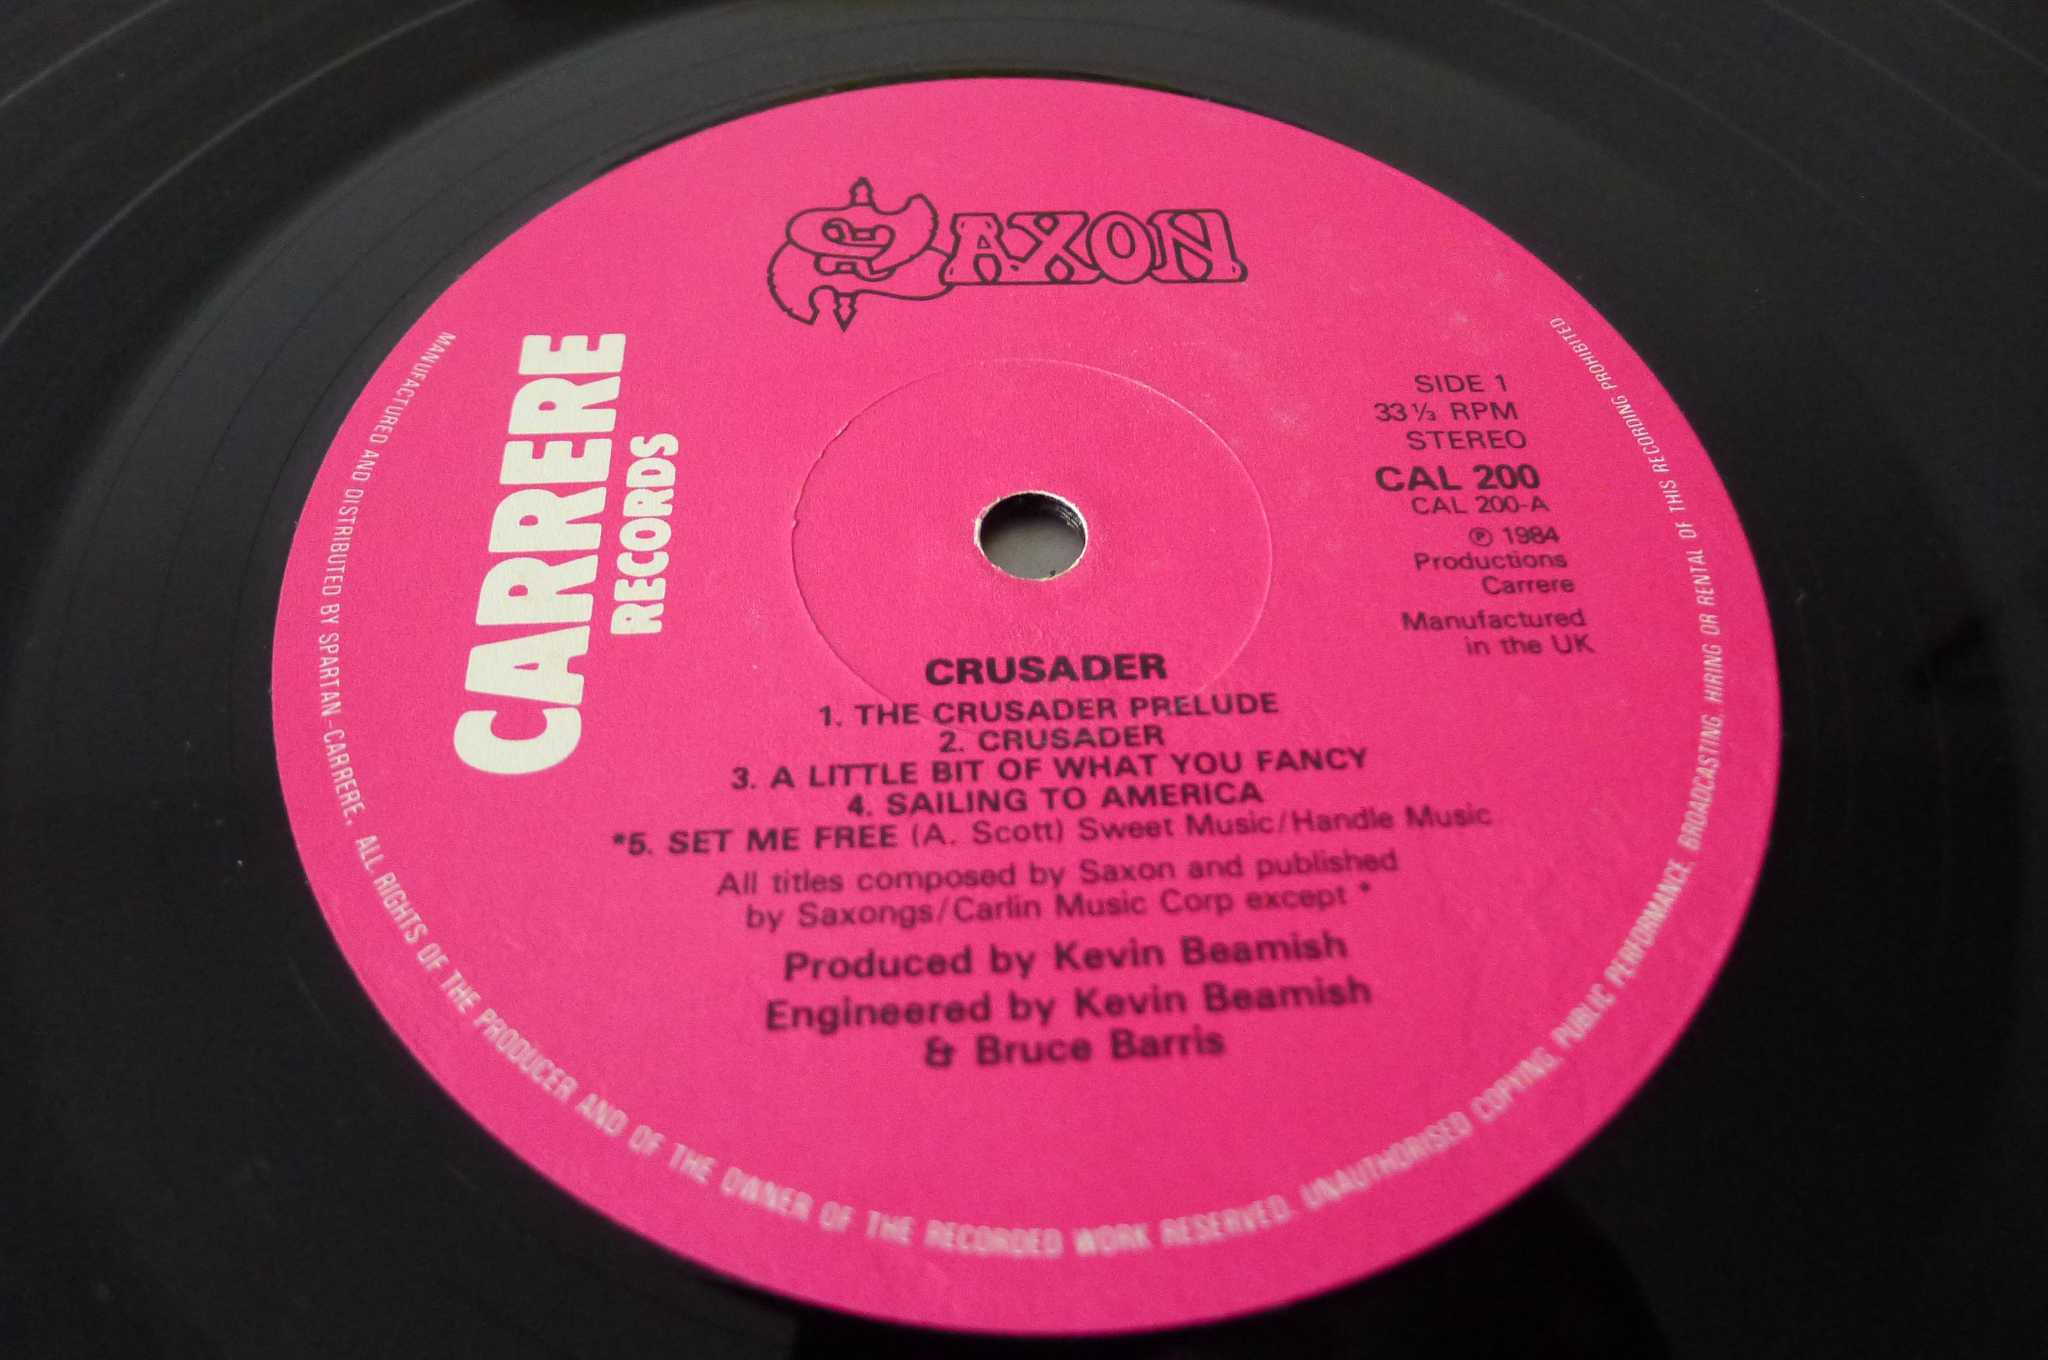 SAXON
CARRERE
RECORDS
SIDE 1
33⅓ RPM
STEREO
CAL 200
CAL 200-A
℗ 1984
Productions
Carrere
Manufactured
in the UK
CRUSADER
1. THE CRUSADER PRELUDE
2. CRUSADER
3. A LITTLE BIT OF WHAT YOU FANCY
4. SAILING TO AMERICA
*5. SET ME FREE (A. Scott) Sweet Music/Handle Music
All titles composed by Saxon and published
by Saxongs/Carlin Music Corp except *
Produced by Kevin Beamish
Engineered by Kevin Beamish
& Bruce Barris
MANUFACTURED AND DISTRIBUTED BY SPARTAN-CARRERE, ALL RIGHTS OF THE PRODUCER AND OF THE OWNER OF THE RECORDED WORK RESERVED. UNAUTHORISED COPYING, PUBLIC PERFORMANCE, BROADCASTING, HIRING OR RENTAL OF THIS RECORDING PROHIBITED.